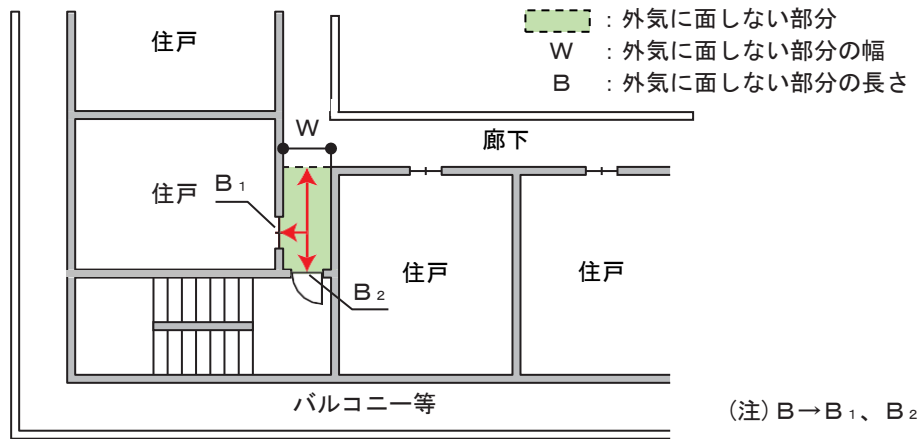 住戸
：外気に面しない部分
W ：外気に面しない部分の幅
B ：外気に面しない部分の長さ
W
廊下
住戸
B₁
住戸
住戸
B₂
バルコニー等
(注) B→B₁、B₂